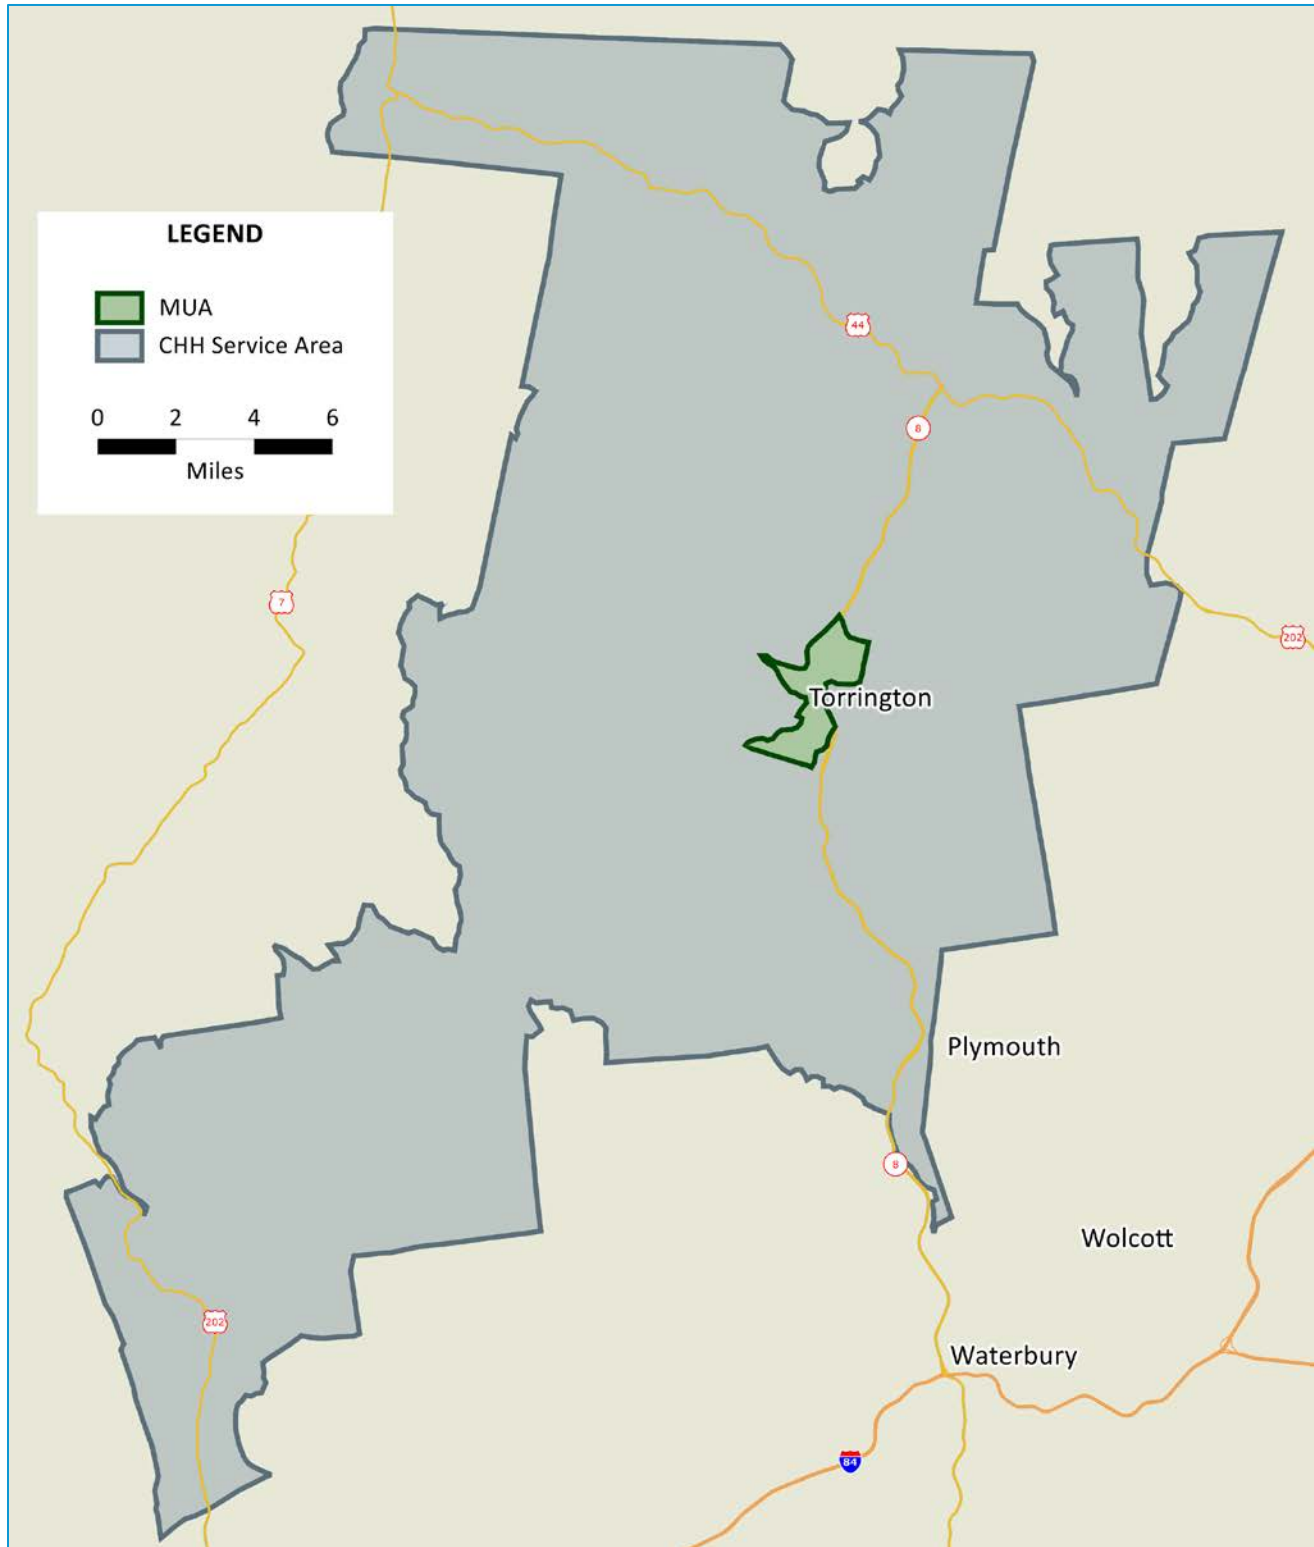 LEGEND
MUA
CHH Service Area
0 2 4 6
Miles
44
8
7
202
Torrington
Plymouth
8
Wolcott
202
Waterbury
84